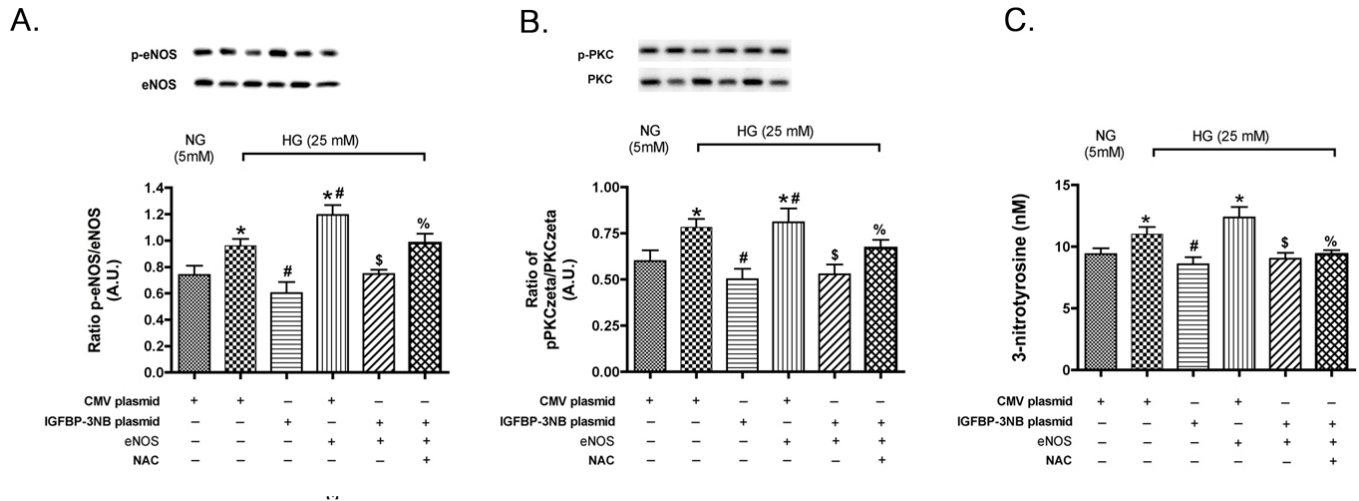 A.
p-eNOS
eNOS
NG
(5mM)
HG (25 mM)
Ratio p-eNOS/eNOS
(A.U.)
1.4
1.2
1.0
0.8
0.6
0.4
0.2
0.0
*
#
*#
$
%
CMV plasmid + + – + – –
IGFBP-3NB plasmid – – + – + +
eNOS – – – + + +
NAC – – – – – +
B.
p-PKC
PKC
NG
(5mM)
HG (25 mM)
Ratio of
pPKCzeta/PKCzeta
(A.U.)
1.00
0.75
0.50
0.25
0.00
*
#
*#
$
%
CMV plasmid + + – + – –
IGFBP-3NB plasmid – – + – + +
eNOS – – – + + +
NAC – – – – – +
C.
NG
(5mM)
HG (25 mM)
3-nitrotyrosine (nM)
15
10
5
0
*
#
*
$
%
CMV plasmid + + – + – –
IGFBP-3NB plasmid – – + – + +
eNOS – – – + + +
NAC – – – – – +